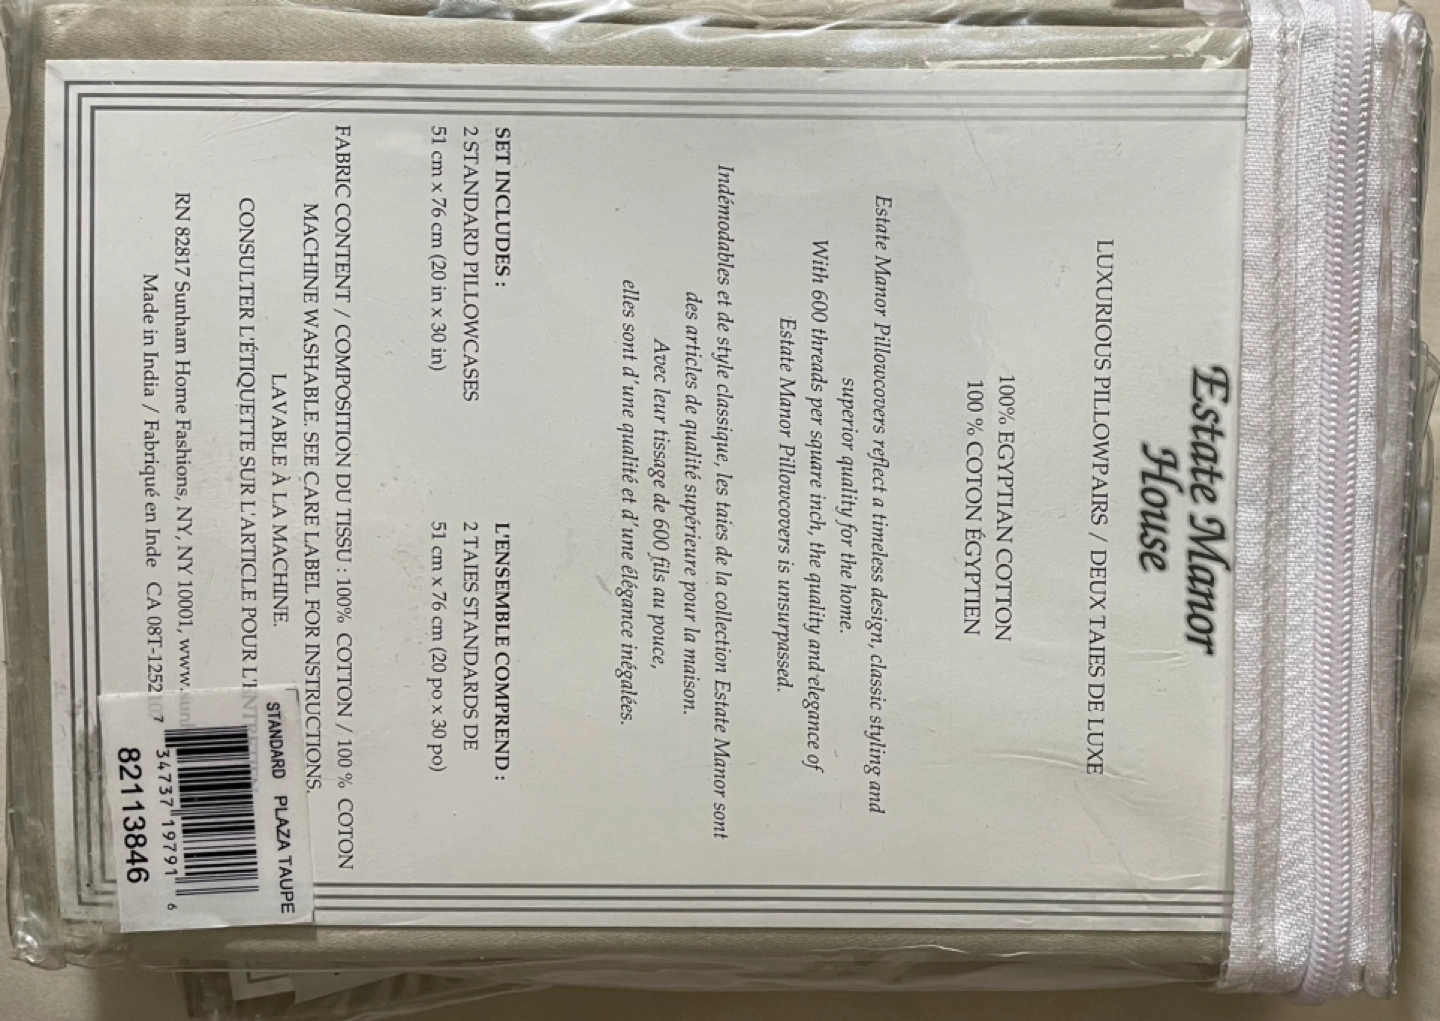 Estate Manor
House
LUXURIOUS PILLOWPAIRS / DEUX TAIES DE LUXE
100% EGYPTIAN COTTON
100 % COTON ÉGYPTIEN
Estate Manor Pillowcovers reflect a timeless design, classic styling and
superior quality for the home.
With 600 threads per square inch, the quality and elegance of
Estate Manor Pillowcovers is unsurpassed.
Indémodables et de style classique, les taies de la collection Estate Manor sont
des articles de qualité supérieure pour la maison.
Avec leur tissage de 600 fils au pouce,
elles sont d'une qualité et d'une élégance inégalées.
SET INCLUDES :
2 STANDARD PILLOWCASES
51 cm x 76 cm (20 in x 30 in)
L'ENSEMBLE COMPREND :
2 TAIES STANDARDS DE
51 cm x 76 cm (20 po x 30 po)
FABRIC CONTENT / COMPOSITION DU TISSU : 100% COTTON / 100 % COTON
MACHINE WASHABLE. SEE CARE LABEL FOR INSTRUCTIONS.
LAVABLE À LA MACHINE.
CONSULTER L'ÉTIQUETTE SUR L'ARTICLE POUR L'ENTRETIEN
RN 82817 Sunham Home Fashions, NY, NY 10001, www.sunh
Made in India / Fabriqué en Inde CA 08T-1252
STANDARD PLAZA TAUPE
7 34737 19791 6
82113846